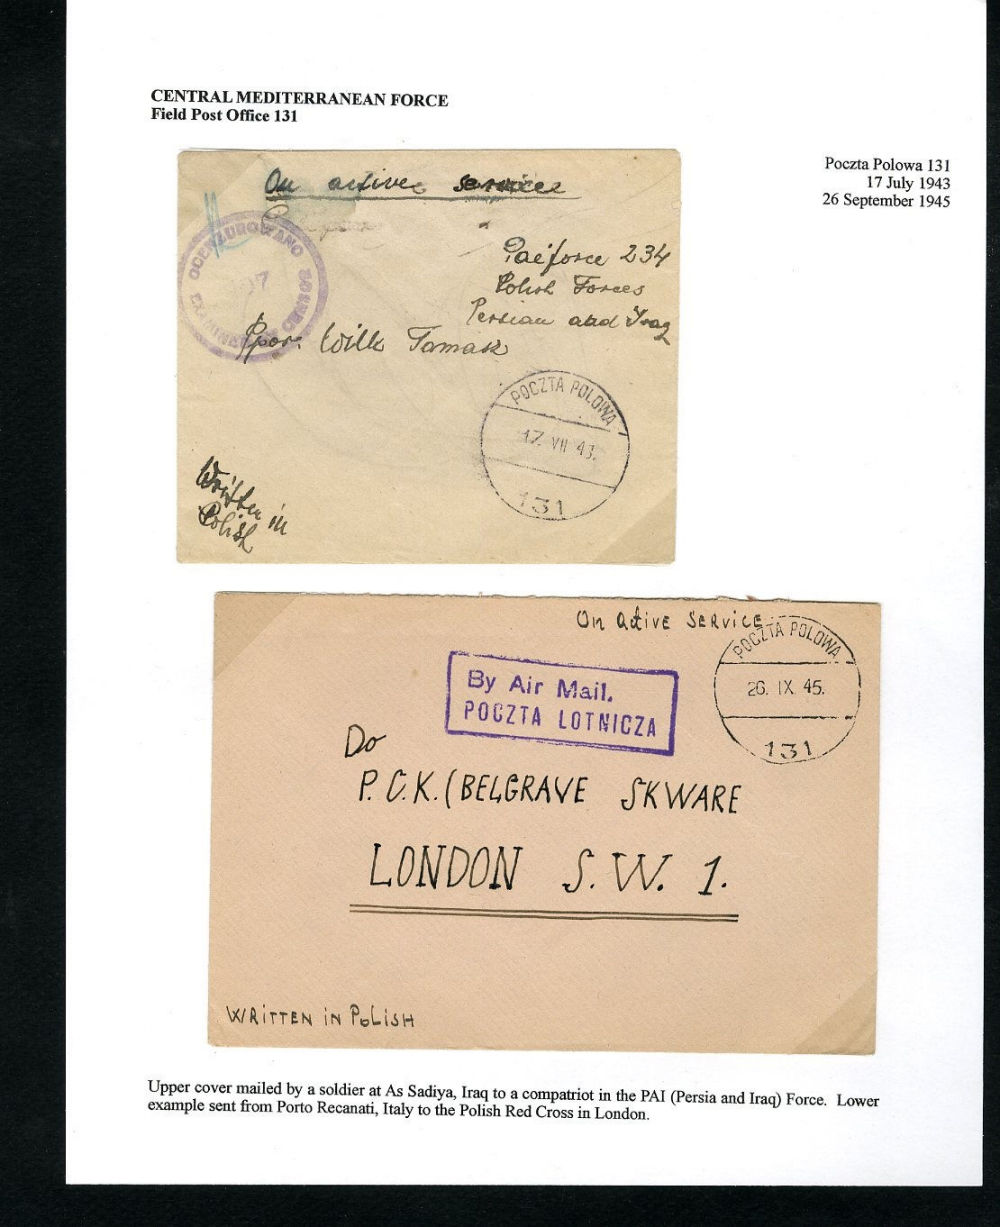 CENTRAL MEDITERRANEAN FORCE
Field Post Office 131
Poczta Polowa 131
17 July 1943
26 September 1945
On active service
OCENZUROWANO
Paiforce 234
Polish Forces
Persian and Iraq
Ppor. Wilk Tomasz
POCZTA POLOWA
17. VII 43.
131
Written in
Polish
On active SERVICE
POCZTA POLOWA
26. IX. 45.
131
By Air Mail.
POCZTA LOTNICZA
Do
P.C.K. (BELGRAVE SKWARE
LONDON S.W. 1.
WRITTEN IN POLISH
Upper cover mailed by a soldier at As Sadiya, Iraq to a compatriot in the PAI (Persia and Iraq) Force. Lower
example sent from Porto Recanati, Italy to the Polish Red Cross in London.